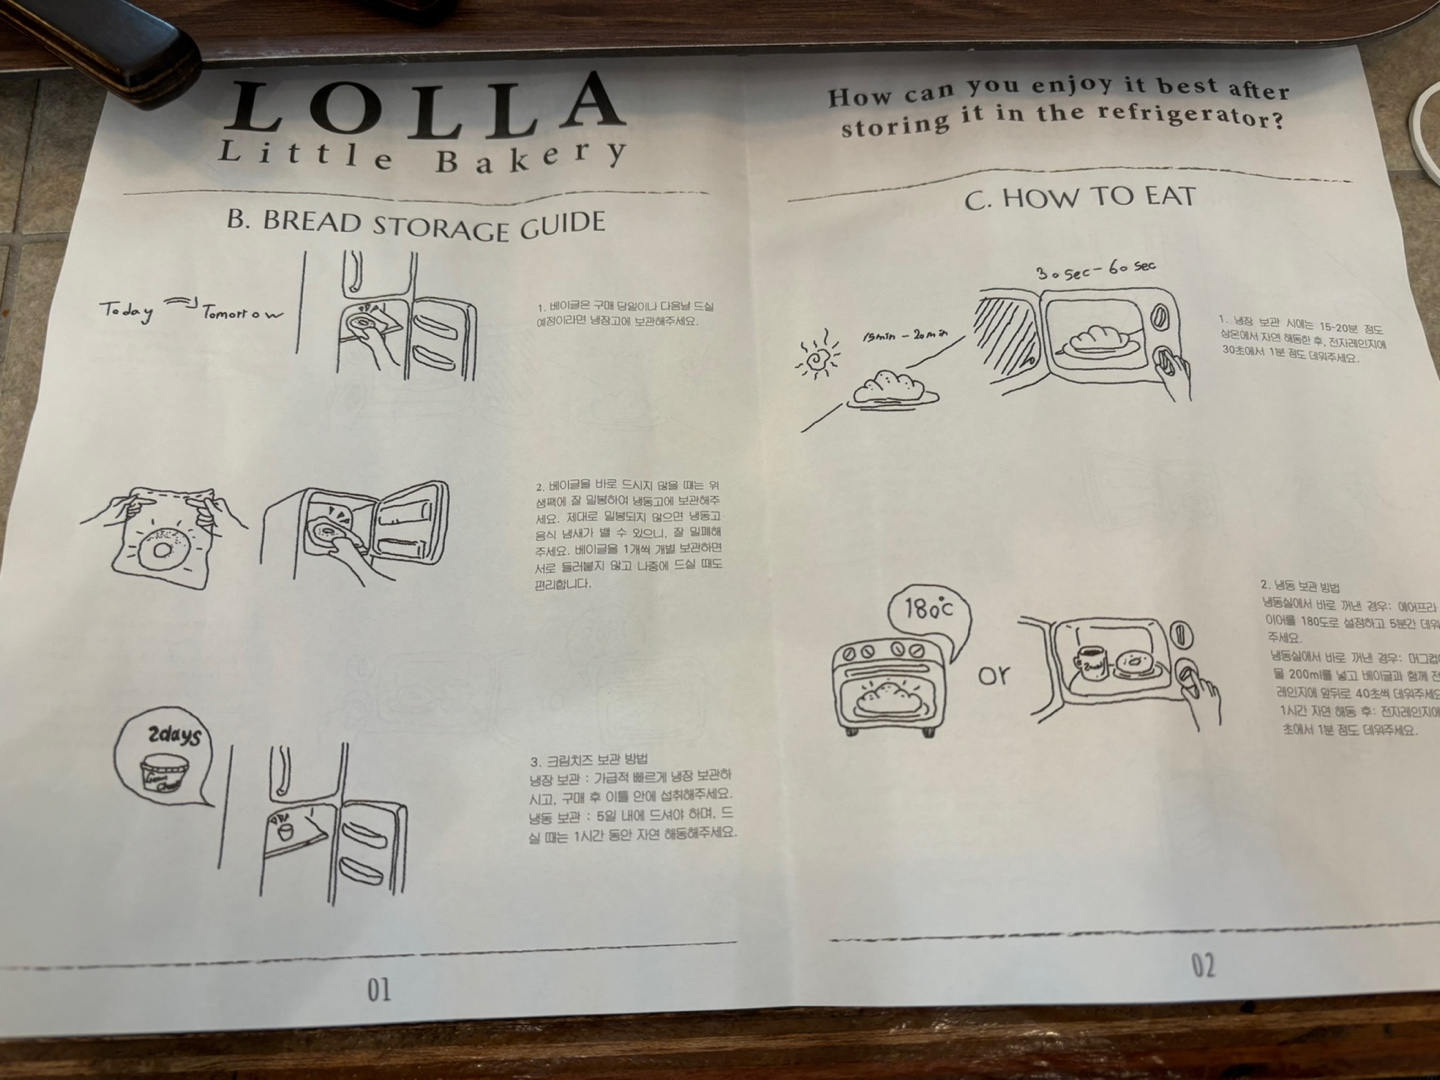 LOLLA
Little Bakery
B. BREAD STORAGE GUIDE
Today Tomorrow
1. 베이글은 구매 당일이나 다음날 드실
예정이라면 냉장고에 보관해주세요.
2. 베이글을 바로 드시지 않을 때는 위
생팩에 잘 밀봉하여 냉동고에 보관해주
세요. 제대로 밀봉되지 않으면 냉동고
음식 냄새가 밸 수 있으니, 잘 밀폐해
주세요. 베이글을 1개씩 개별 보관하면
서로 들러붙지 않고 나중에 드실 때도
편리합니다.
2days
3. 크림치즈 보관 방법
냉장 보관 : 가급적 빠르게 냉장 보관하
시고, 구매 후 이틀 안에 섭취해주세요.
냉동 보관 : 5일 내에 드셔야 하며, 드
실 때는 1시간 동안 자연 해동해주세요.
01
How can you enjoy it best after
storing it in the refrigerator?
C. HOW TO EAT
30sec-60sec
15min-20min
1. 냉장 보관 시에는 15-20분 정도
상온에서 자연 해동한 후, 전자레인지에
30초에서 1분 정도 데워주세요.
180°C
or
2. 냉동 보관 방법
냉동실에서 바로 꺼낸 경우: 에어프라
이어를 180도로 설정하고 5분간 데워
주세요.
냉동실에서 바로 꺼낸 경우: 머그컵에
물 200ml를 넣고 베이글과 함께 전
레인지에 앞뒤로 40초씩 데워주세요
1시간 자연 해동 후: 전자레인지에
초에서 1분 정도 데워주세요.
02